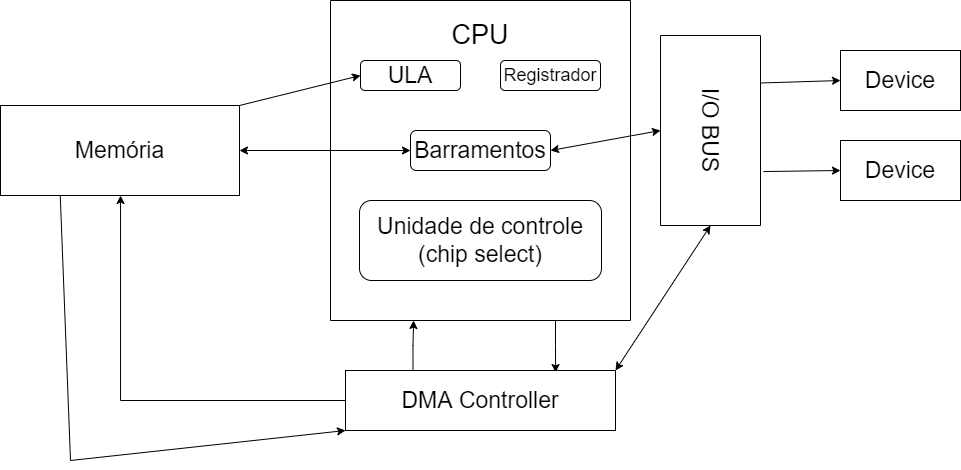 CPU
ULA
Registrador
Memória
Barramentos
I/O BUS
Device
Device
Unidade de controle
(chip select)
DMA Controller